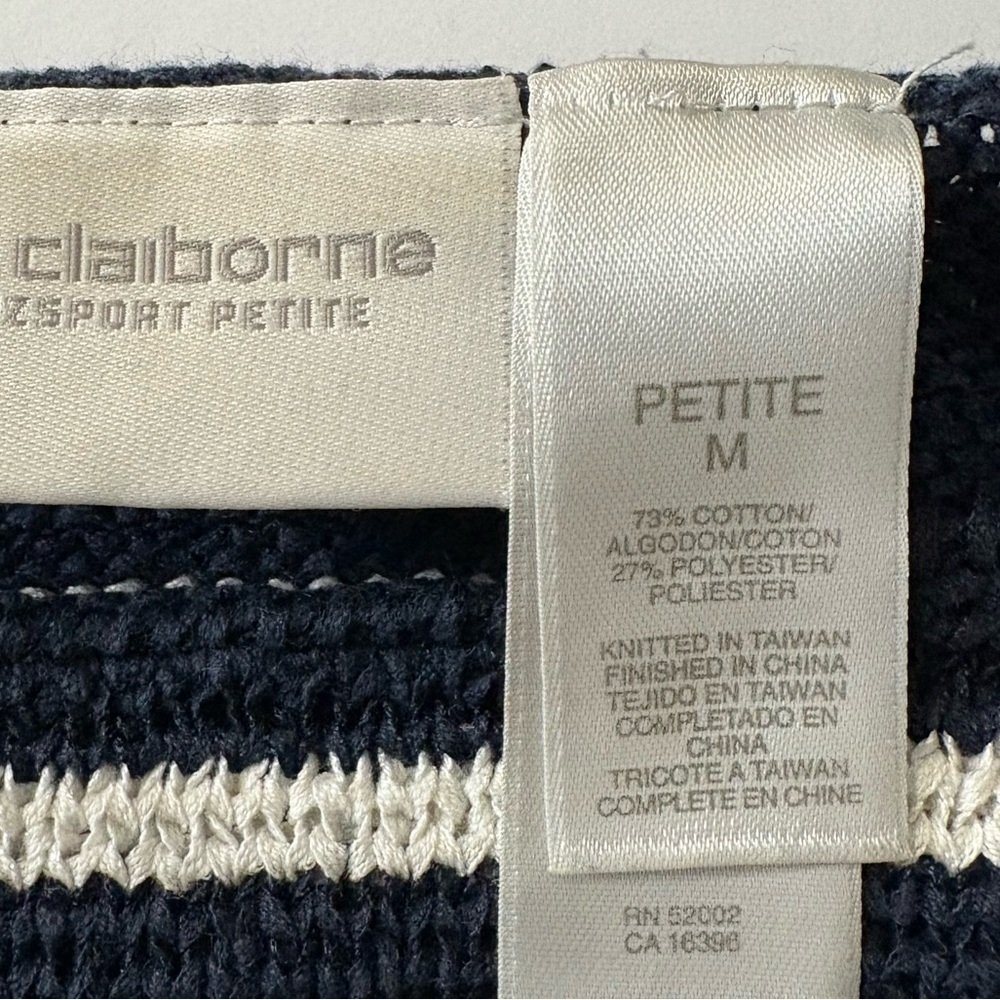 claiborne
ZSPORT PETITE
PETITE
M
73% COTTON/
ALGODON/COTON
27% POLYESTER/
POLIESTER
KNITTED IN TAIWAN
FINISHED IN CHINA
TEJIDO EN TAIWAN
COMPLETADO EN
CHINA
TRICOTE A TAIWAN
COMPLETE EN CHINE
RN 52002
CA 16396